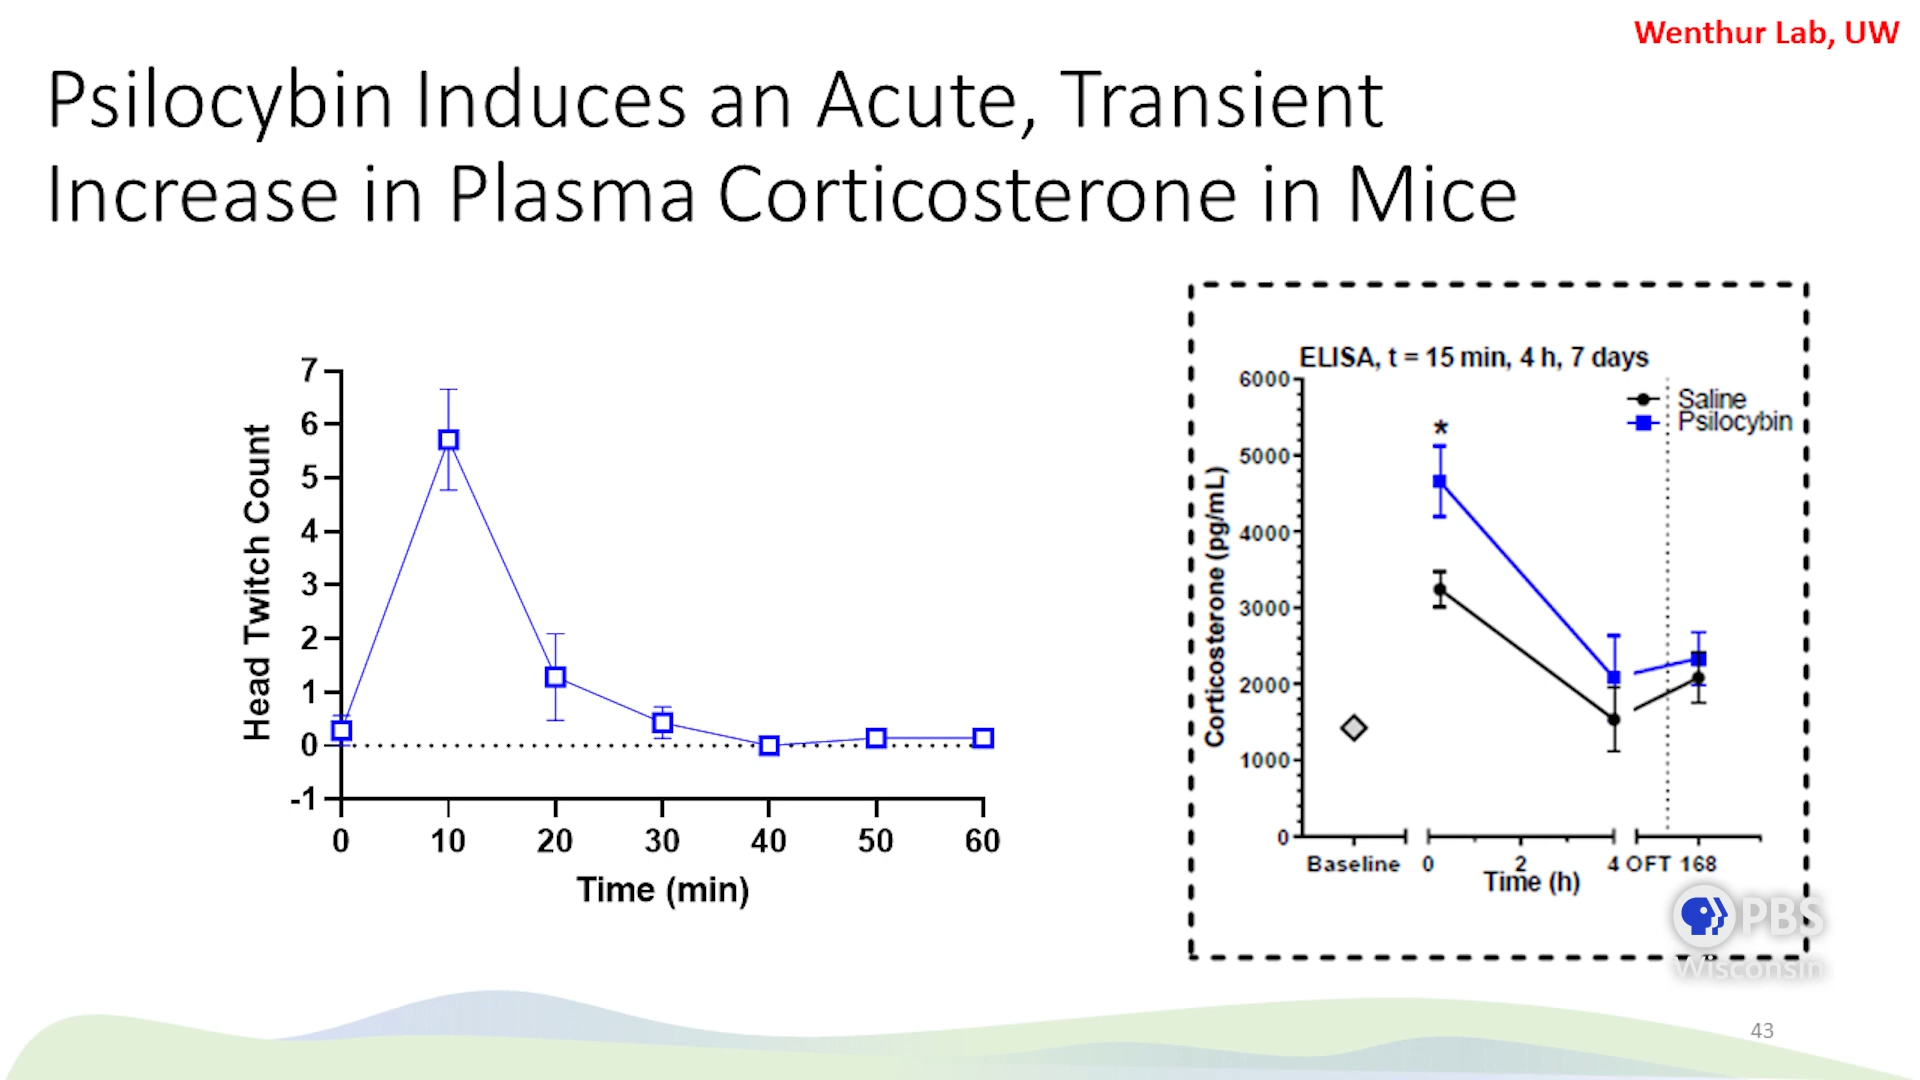 Wenthur Lab, UW
Psilocybin Induces an Acute, Transient
Increase in Plasma Corticosterone in Mice
7
6
5
4
3
2
1
0
-1
Head Twitch Count
0 10 20 30 40 50 60
Time (min)
ELISA, t = 15 min, 4 h, 7 days
Saline
Psilocybin
*
6000
5000
4000
3000
2000
1000
0
Corticosterone (pg/mL)
Baseline 0 2 4 OFT 168
Time (h)
PBS
Wisconsin
43